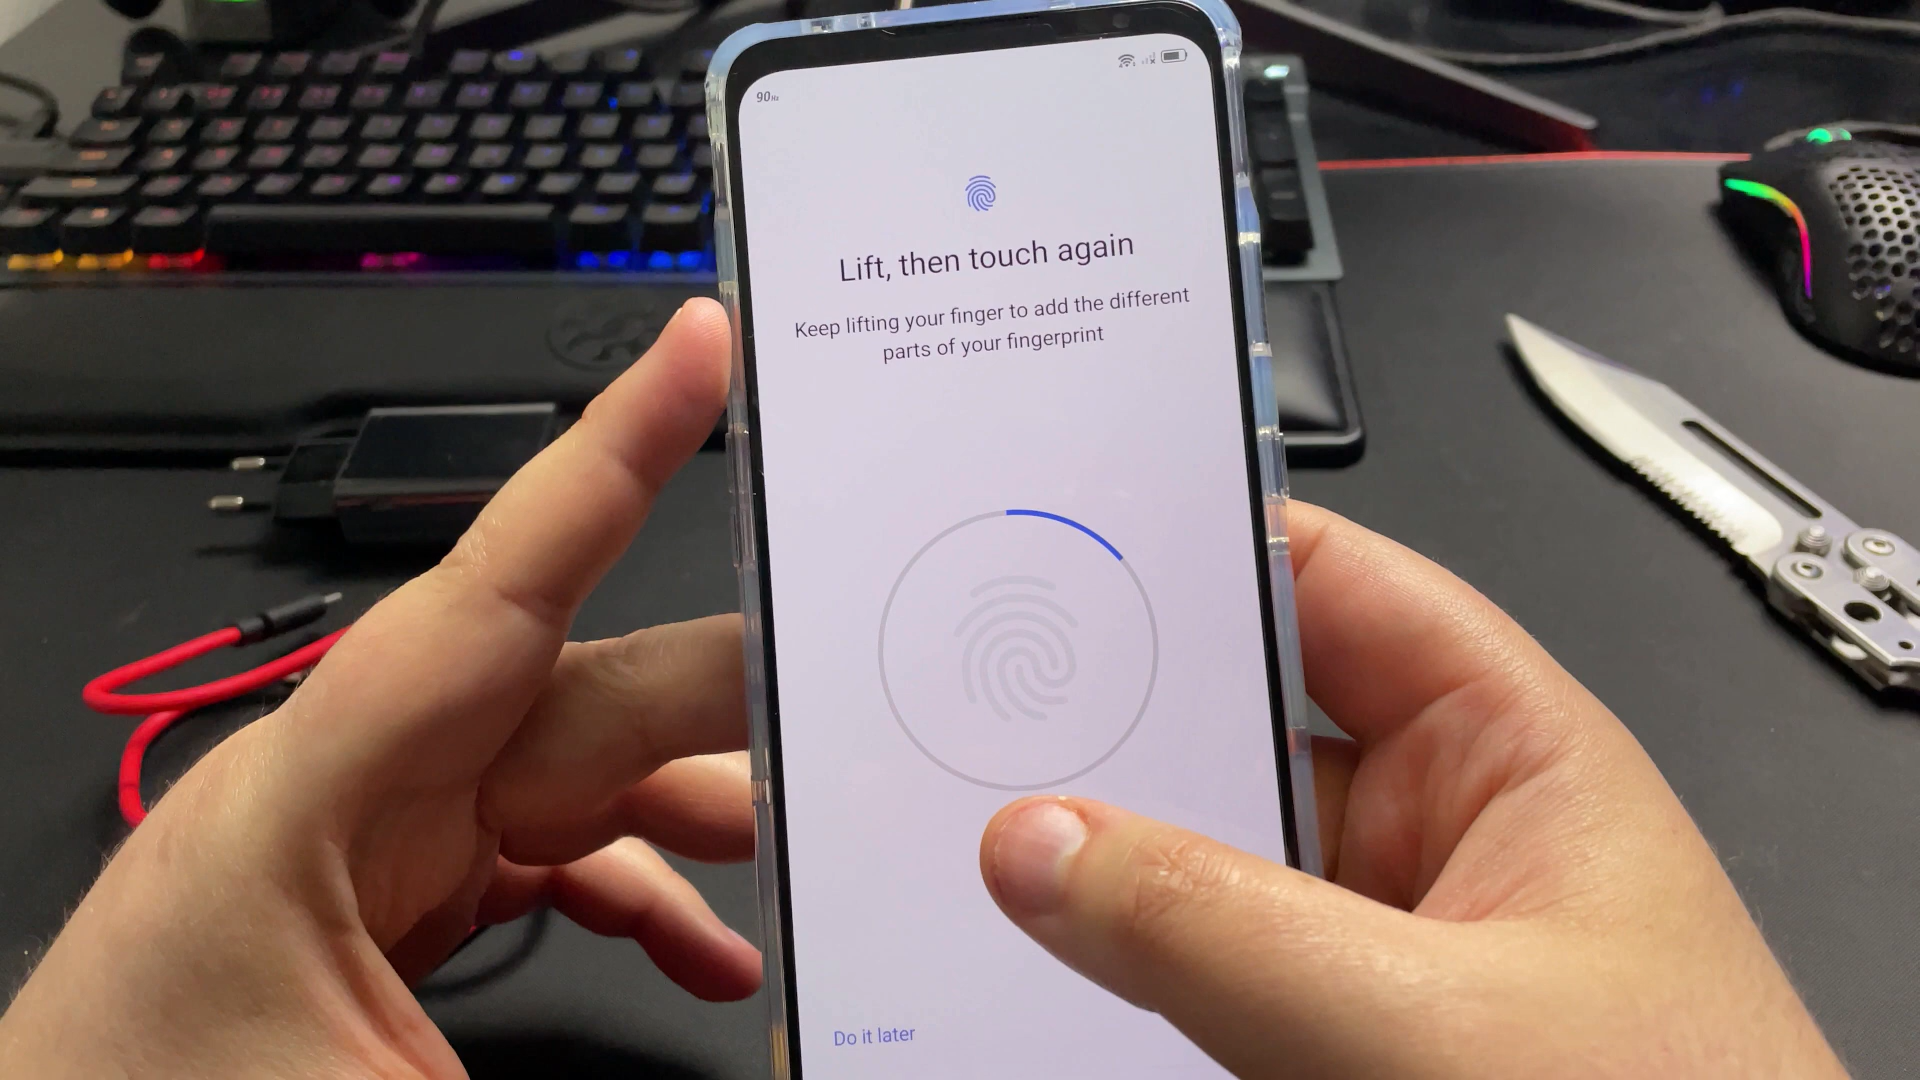 90Hz
Lift, then touch again
Keep lifting your finger to add the different
parts of your fingerprint
Do it later